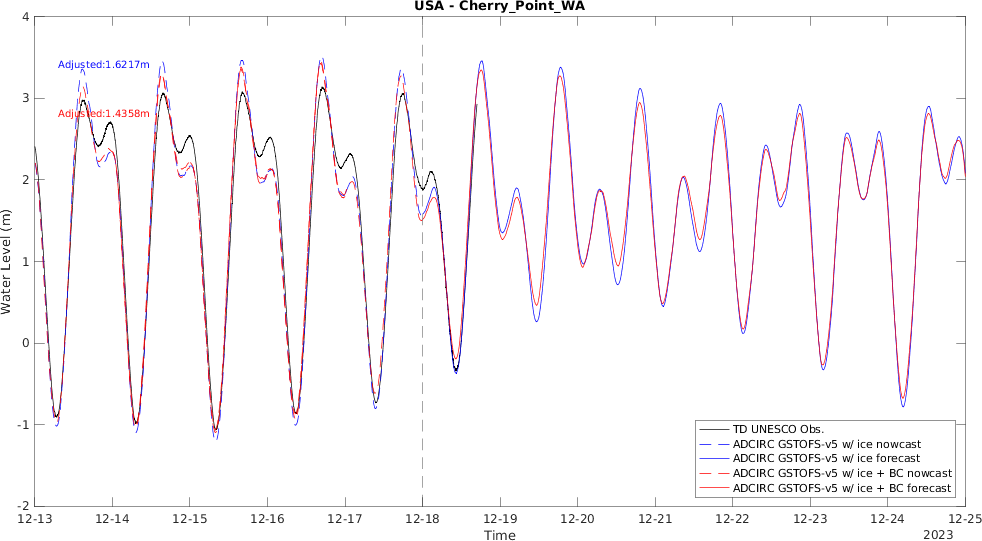 USA - Cherry_Point_WA
4
3
2
1
0
-1
-2
Water Level (m)
Adjusted:1.6217m
Adjusted:1.4358m
TD UNESCO Obs.
ADCIRC GSTOFS-v5 w/ ice nowcast
ADCIRC GSTOFS-v5 w/ ice forecast
ADCIRC GSTOFS-v5 w/ ice + BC nowcast
ADCIRC GSTOFS-v5 w/ ice + BC forecast
12-13 12-14 12-15 12-16 12-17 12-18 12-19 12-20 12-21 12-22 12-23 12-24 12-25
Time 2023